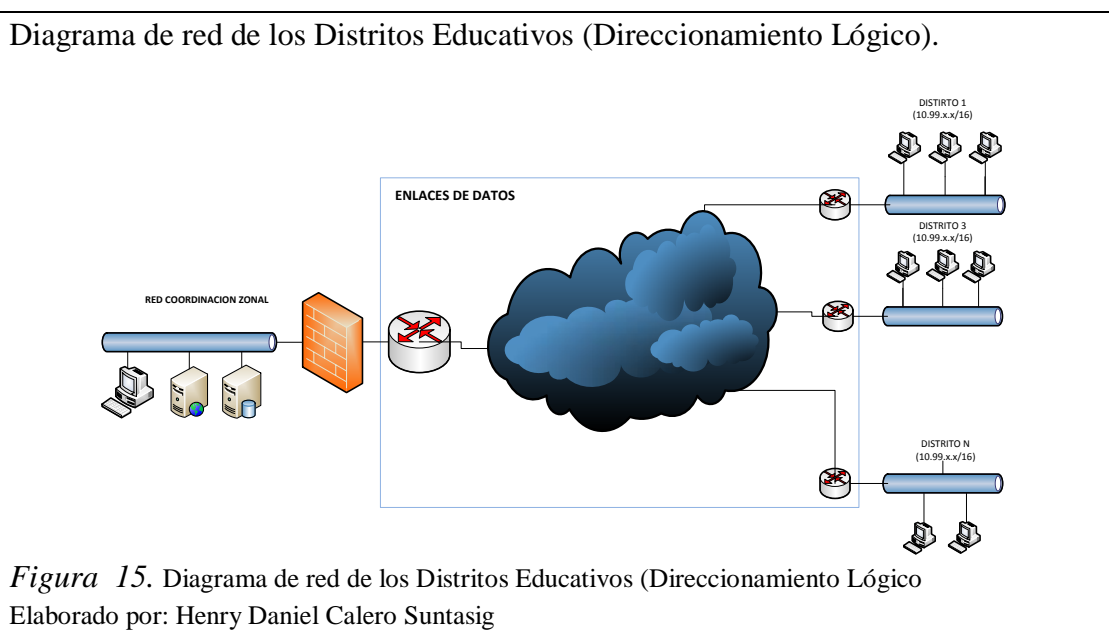 Diagrama de red de los Distritos Educativos (Direccionamiento Lógico).
DISTIRTO 1
(10.99.x.x/16)
ENLACES DE DATOS
DISTRITO 3
(10.99.x.x/16)
RED COORDINACION ZONAL
DISTRITO N
(10.99.x.x/16)
Figura 15. Diagrama de red de los Distritos Educativos (Direccionamiento Lógico
Elaborado por: Henry Daniel Calero Suntasig